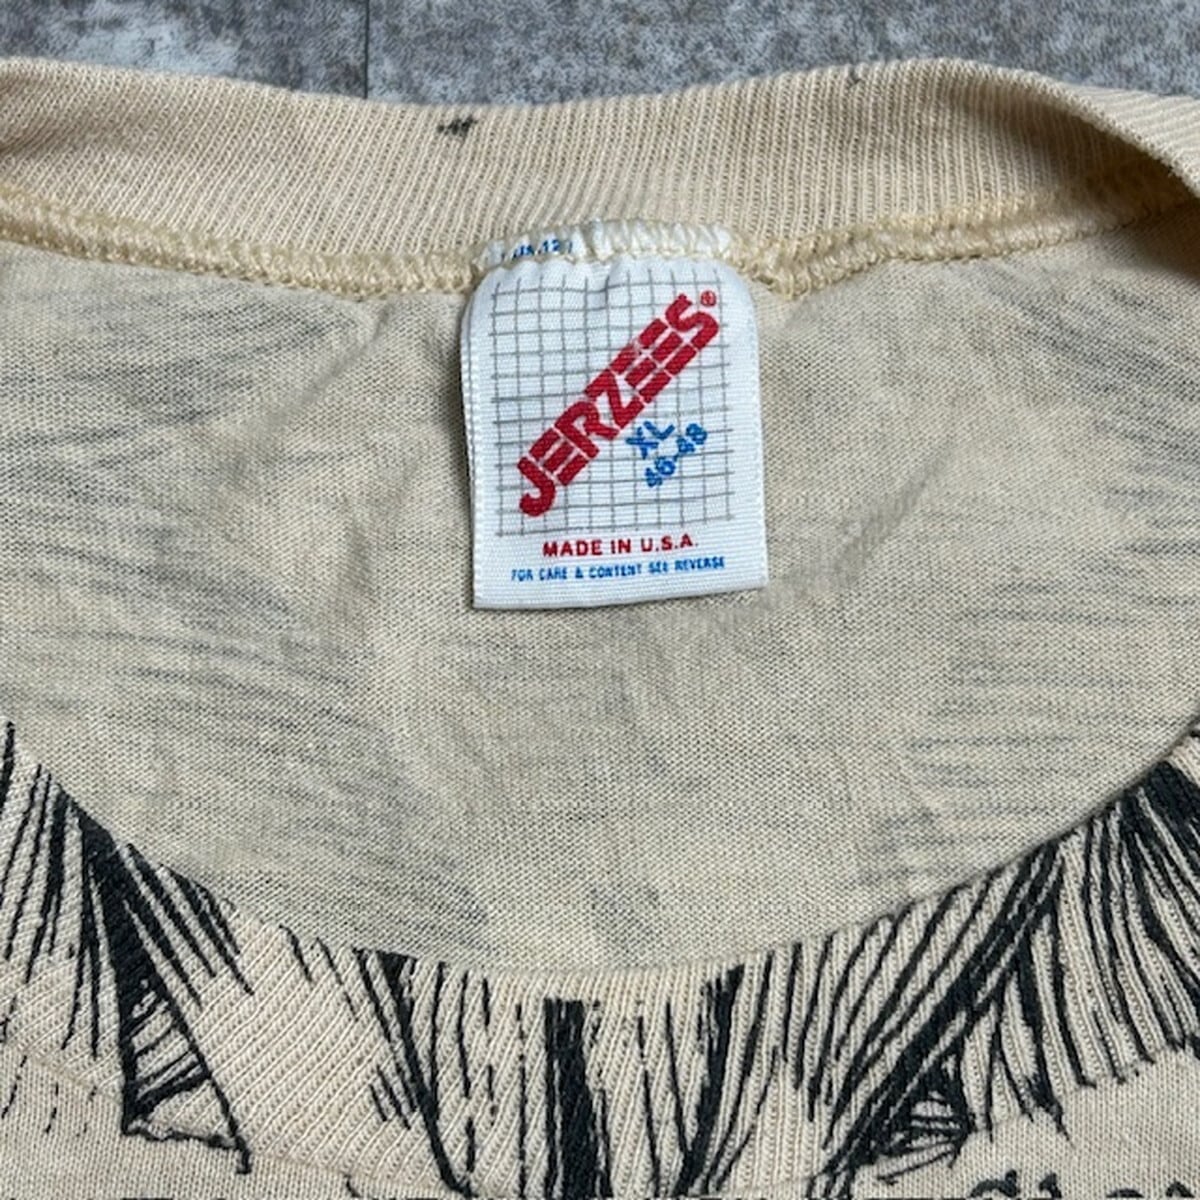 JERZEES®
XL
46-48
MADE IN U.S.A.
FOR CARE & CONTENT SEE REVERSE